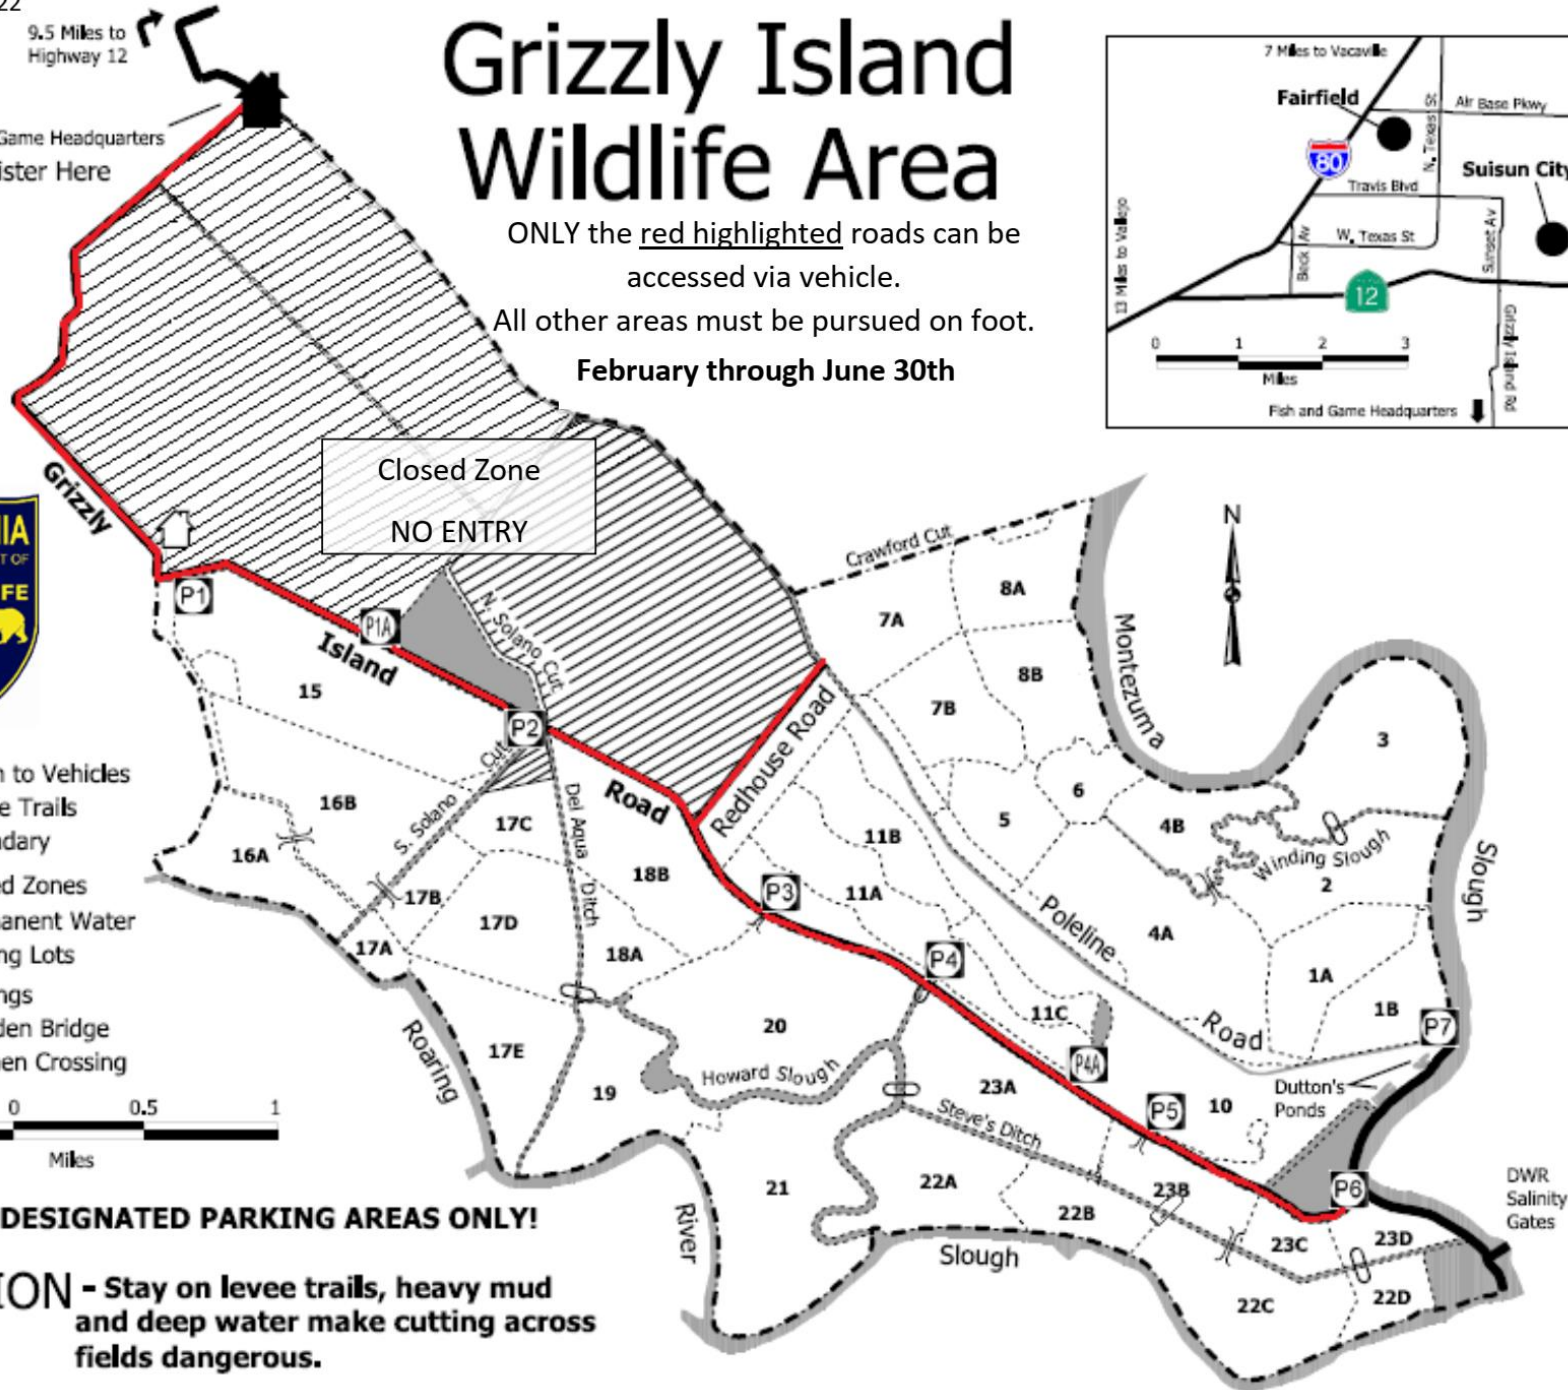 22
9.5 Miles to
Highway 12
Game Headquarters
ister Here
Grizzly Island
Wildlife Area
ONLY the red highlighted roads can be
accessed via vehicle.
All other areas must be pursued on foot.
February through June 30th
7 Miles to Vacaville
Fairfield
Air Base Pkwy
N. Texas St
80
Suisun City
Travis Blvd
13 Miles to Vallejo
Beck Av
W. Texas St
Sunset Av
12
Grizzly Island Rd
0 1 2 3
Miles
Fish and Game Headquarters
Closed Zone
NO ENTRY
N
Grizzly
Island
Road
NIA
T OF
FE
P1
P1A
P2
N. Solano Cut
S. Solano Cut
Del Aqua Ditch
Redhouse Road
Crawford Cut
Montezuma
Slough
7A
8A
8B
7B
3
6
5
4B
Winding Slough
2
4A
1A
1B
P7
15
16B
16A
17C
17B
17D
17A
17E
18B
18A
11B
11A
11C
P3
P4
P4A
P5
P6
Poleline
Road
Dutton's
Ponds
DWR
Salinity
Gates
10
20
19
21
Howard Slough
Steve's Ditch
23A
23B
23C
23D
22A
22B
22C
22D
Roaring
River
Slough
n to Vehicles
e Trails
ndary
ed Zones
manent Water
ng Lots
ngs
den Bridge
en Crossing
0 0.5 1
Miles
DESIGNATED PARKING AREAS ONLY!
ION - Stay on levee trails, heavy mud
and deep water make cutting across
fields dangerous.